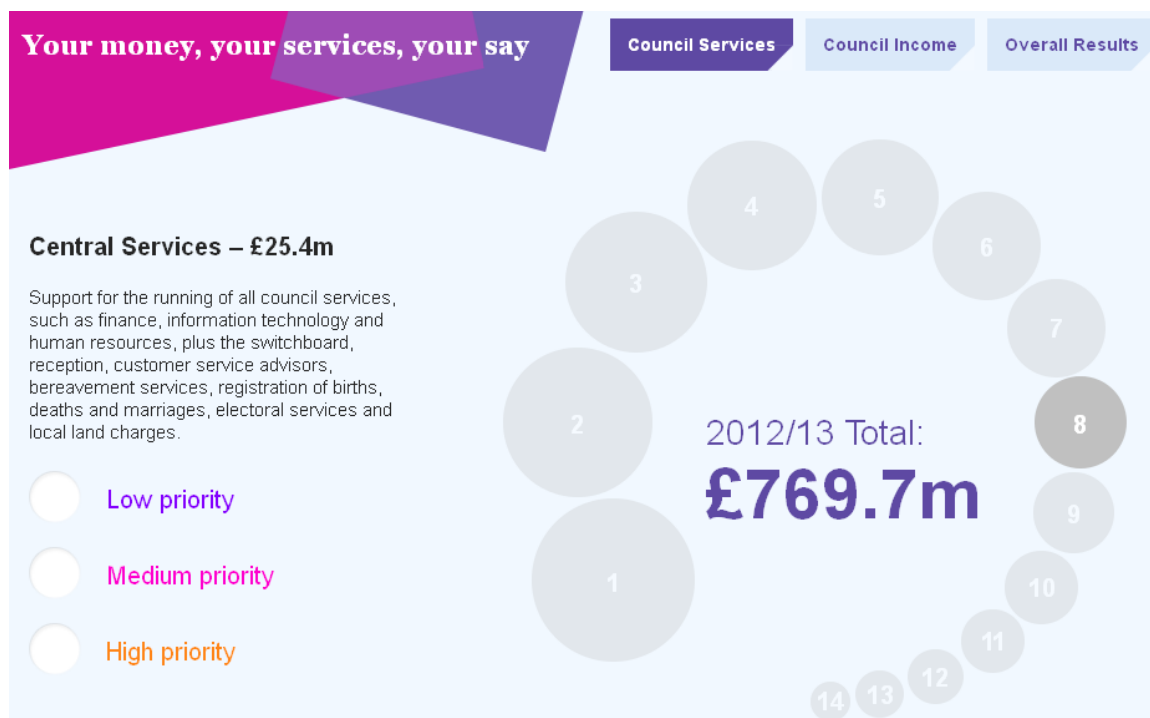 Your money, your services, your say
Council Services
Council Income
Overall Results
Central Services – £25.4m
Support for the running of all council services,
such as finance, information technology and
human resources, plus the switchboard,
reception, customer service advisors,
bereavement services, registration of births,
deaths and marriages, electoral services and
local land charges.
Low priority
Medium priority
High priority
1
2
3
4
5
6
7
8
9
10
11
12
13
14
2012/13 Total:
£769.7m